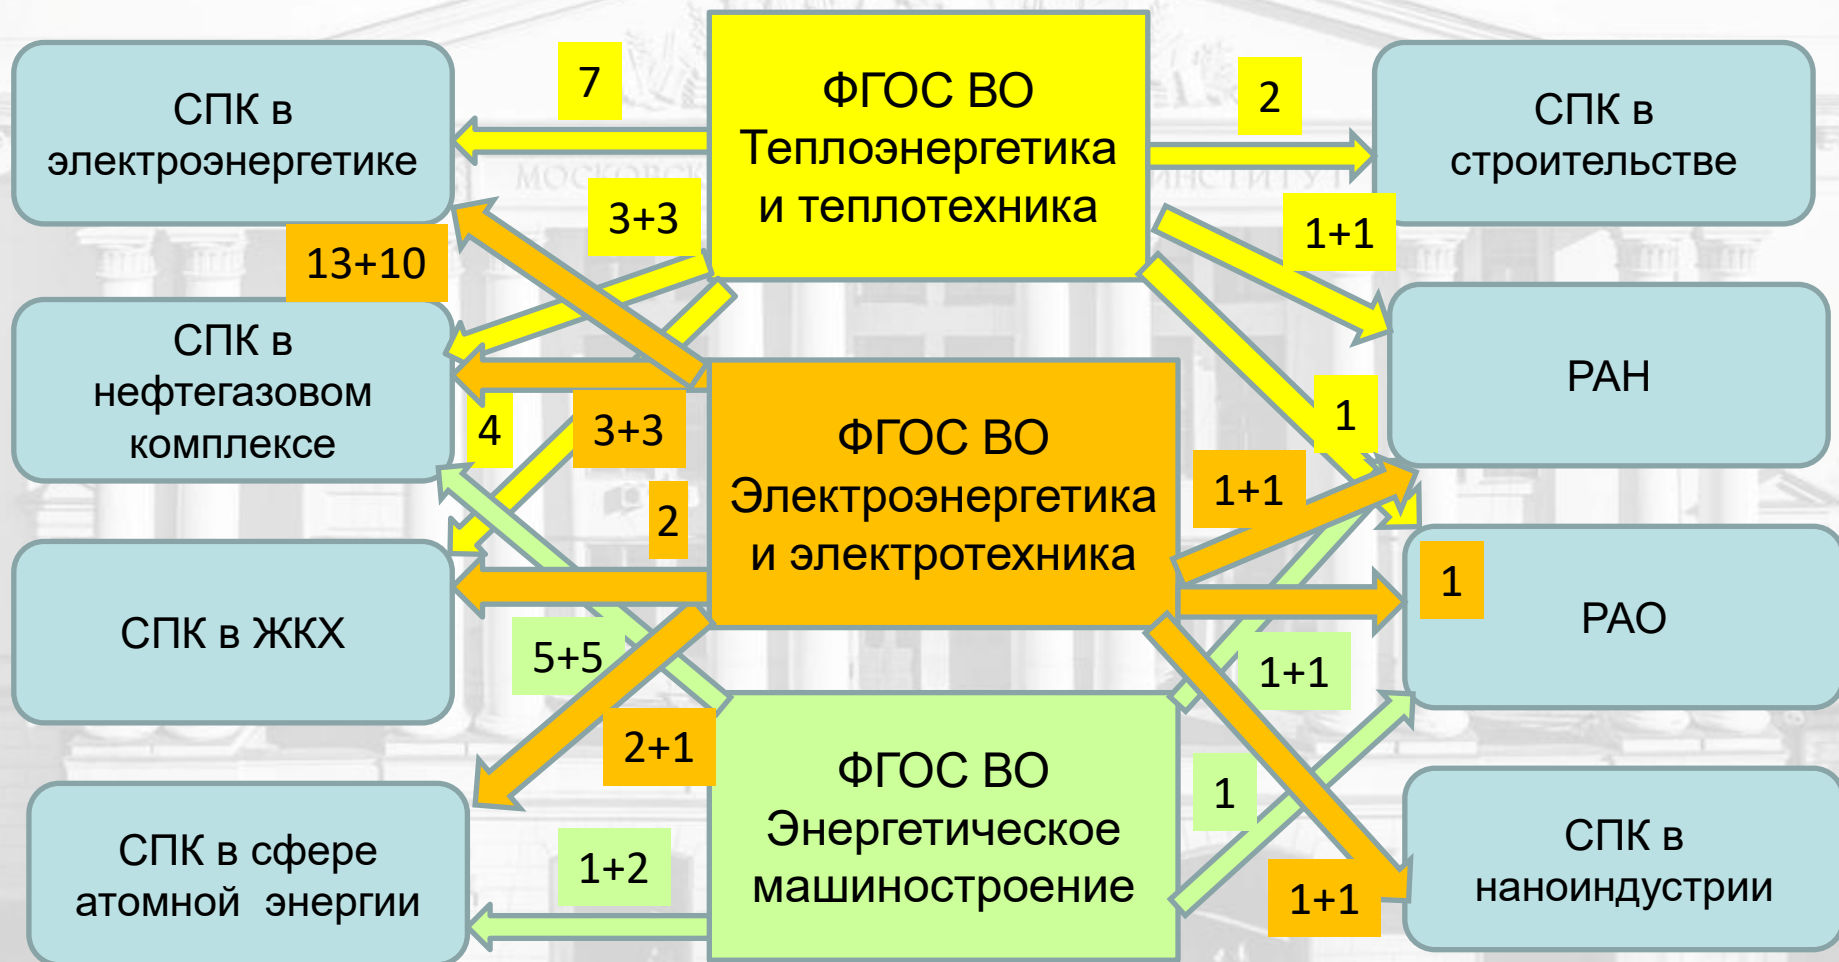 СПК в
электроэнергетике
7
ФГОС ВО
Теплоэнергетика
и теплотехника
2
СПК в
строительстве
МОСКОВСК
ИНСТИТУТ
3+3
1+1
13+10
СПК в
нефтегазовом
комплексе
РАН
4
3+3
ФГОС ВО
Электроэнергетика
и электротехника
1
1+1
2
1
СПК в ЖКХ
РАО
5+5
1+1
2+1
ФГОС ВО
Энергетическое
машиностроение
1
СПК в сфере
атомной энергии
1+2
1+1
СПК в
наноиндустрии